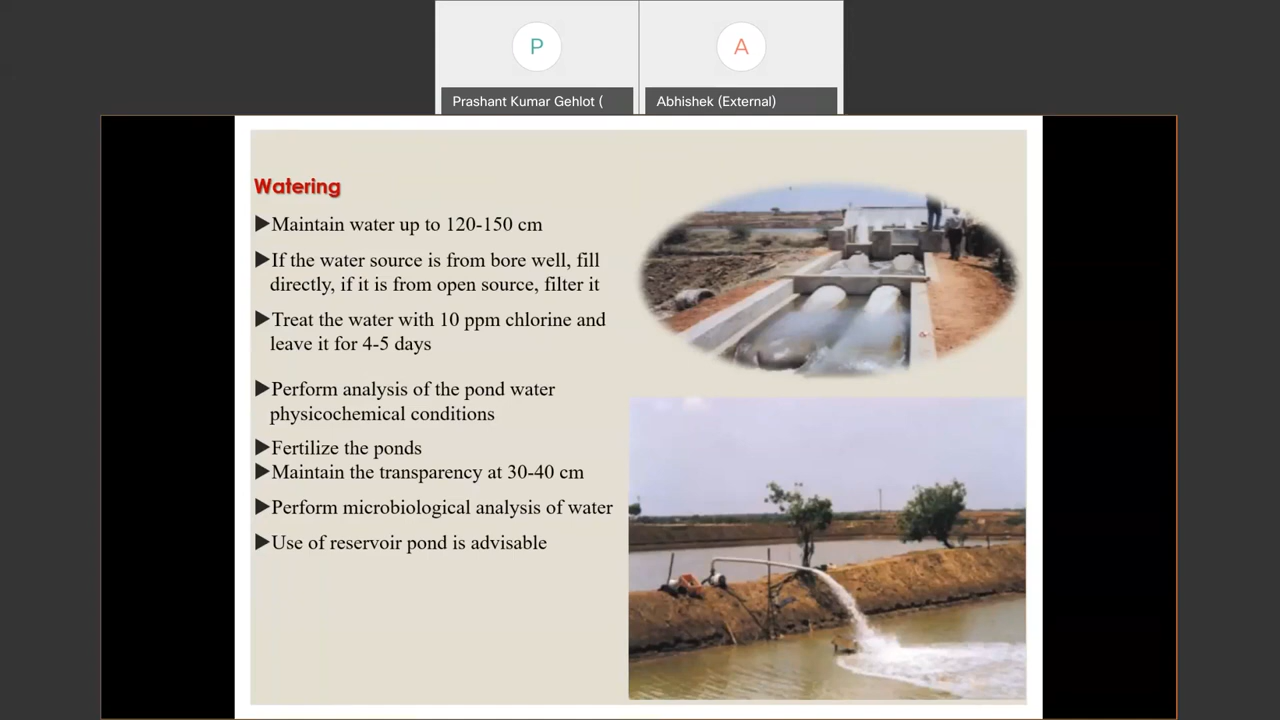 P
A
Prashant Kumar Gehlot (
Abhishek (External)
Watering
▶Maintain water up to 120-150 cm
▶If the water source is from bore well, fill
directly, if it is from open source, filter it
▶Treat the water with 10 ppm chlorine and
leave it for 4-5 days
▶Perform analysis of the pond water
physicochemical conditions
▶Fertilize the ponds
▶Maintain the transparency at 30-40 cm
▶Perform microbiological analysis of water
▶Use of reservoir pond is advisable